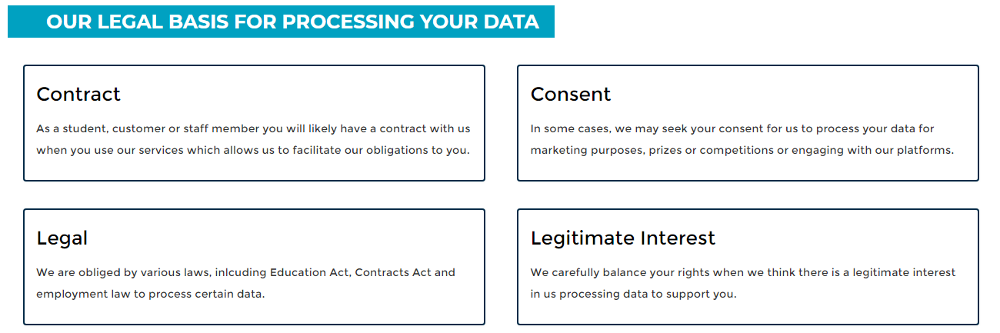 OUR LEGAL BASIS FOR PROCESSING YOUR DATA
Contract
As a student, customer or staff member you will likely have a contract with us
when you use our services which allows us to facilitate our obligations to you.
Consent
In some cases, we may seek your consent for us to process your data for
marketing purposes, prizes or competitions or engaging with our platforms.
Legal
We are obliged by various laws, inlcuding Education Act, Contracts Act and
employment law to process certain data.
Legitimate Interest
We carefully balance your rights when we think there is a legitimate interest
in us processing data to support you.